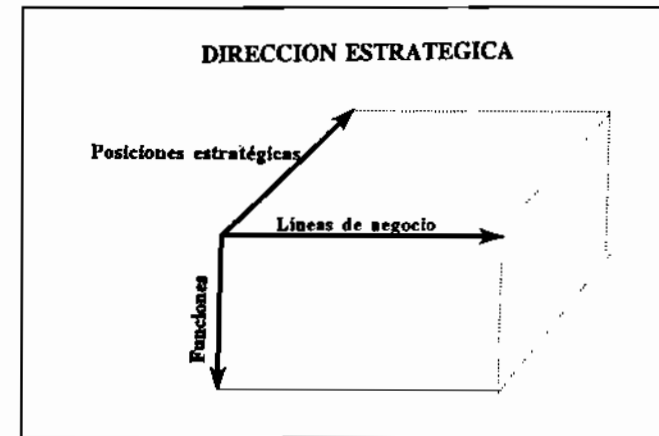 DIRECCION ESTRATEGICA
Posiciones estratégicas
Líneas de negocio
Funciones